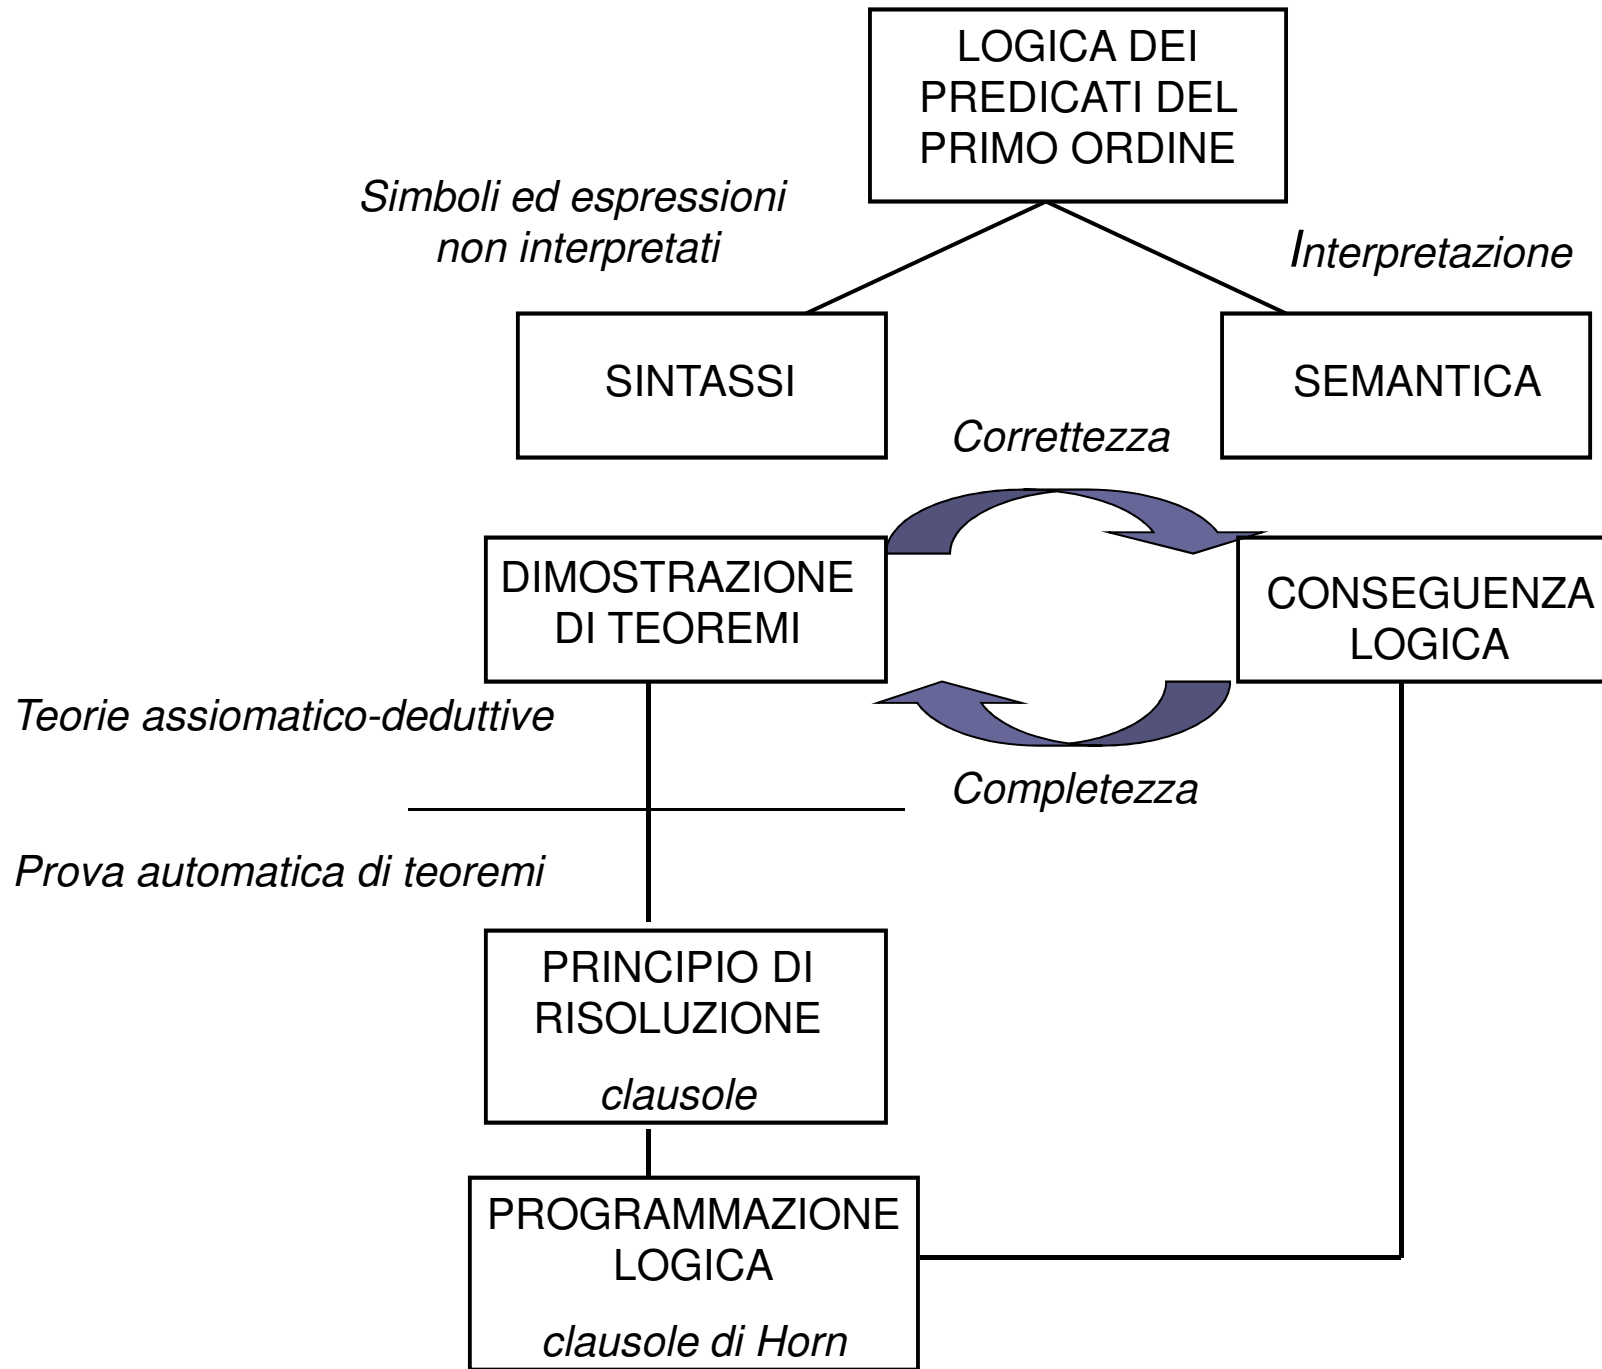 LOGICA DEI
PREDICATI DEL
PRIMO ORDINE
Simboli ed espressioni
non interpretati
Interpretazione
SINTASSI
SEMANTICA
Correttezza
DIMOSTRAZIONE
DI TEOREMI
CONSEGUENZA
LOGICA
Teorie assiomatico-deduttive
Completezza
Prova automatica di teoremi
PRINCIPIO DI
RISOLUZIONE
clausole
PROGRAMMAZIONE
LOGICA
clausole di Horn